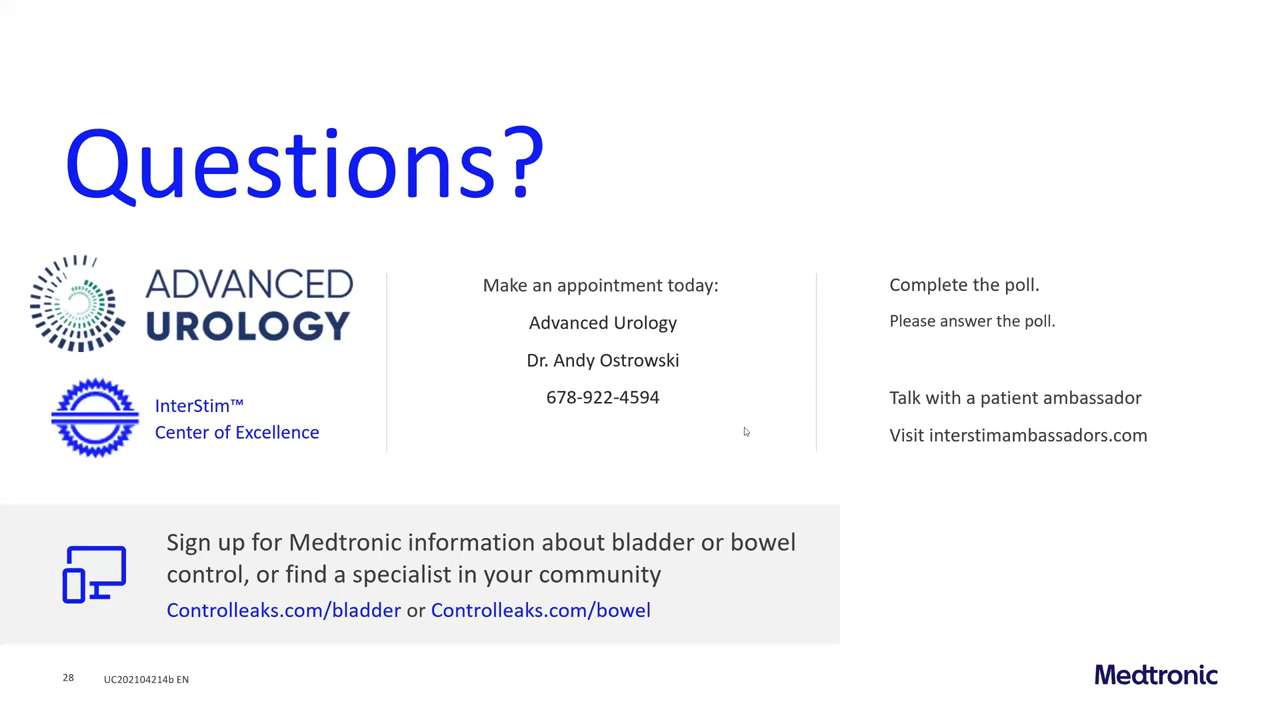 Questions?
ADVANCED
UROLOGY
InterStim™
Center of Excellence
Make an appointment today:
Advanced Urology
Dr. Andy Ostrowski
678-922-4594
Complete the poll.
Please answer the poll.
Talk with a patient ambassador
Visit interstimambassadors.com
Sign up for Medtronic information about bladder or bowel
control, or find a specialist in your community
Controlleaks.com/bladder or Controlleaks.com/bowel
28
UC202104214b EN
Medtronic